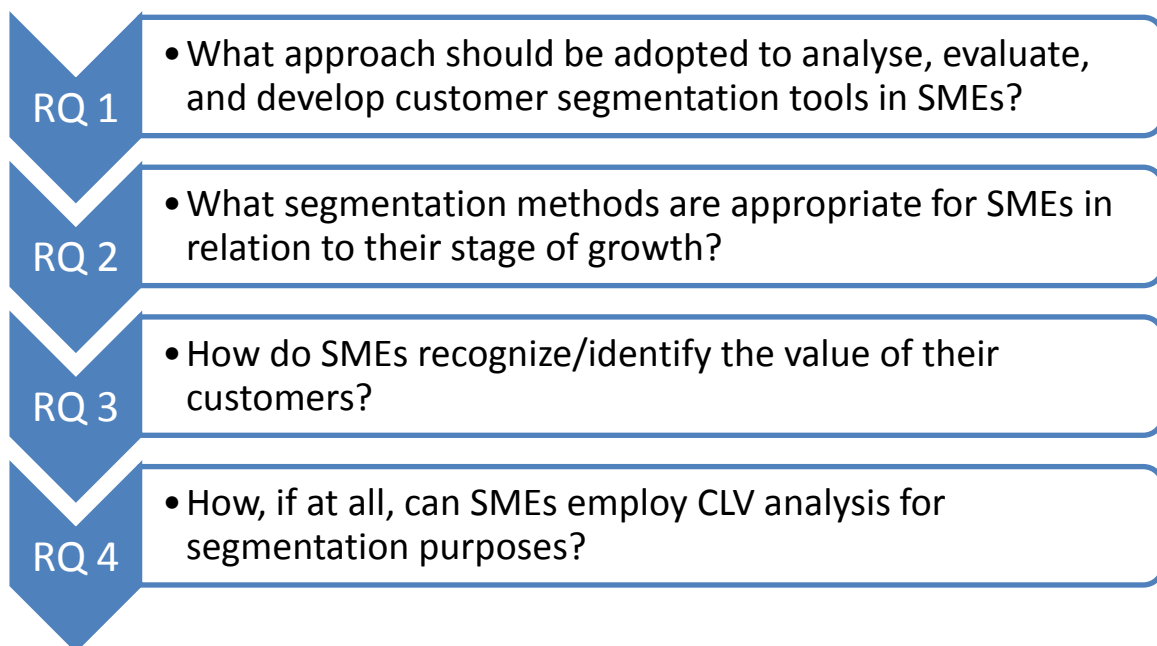 RQ 1
•What approach should be adopted to analyse, evaluate,
and develop customer segmentation tools in SMEs?
RQ 2
•What segmentation methods are appropriate for SMEs in
relation to their stage of growth?
RQ 3
•How do SMEs recognize/identify the value of their
customers?
RQ 4
•How, if at all, can SMEs employ CLV analysis for
segmentation purposes?